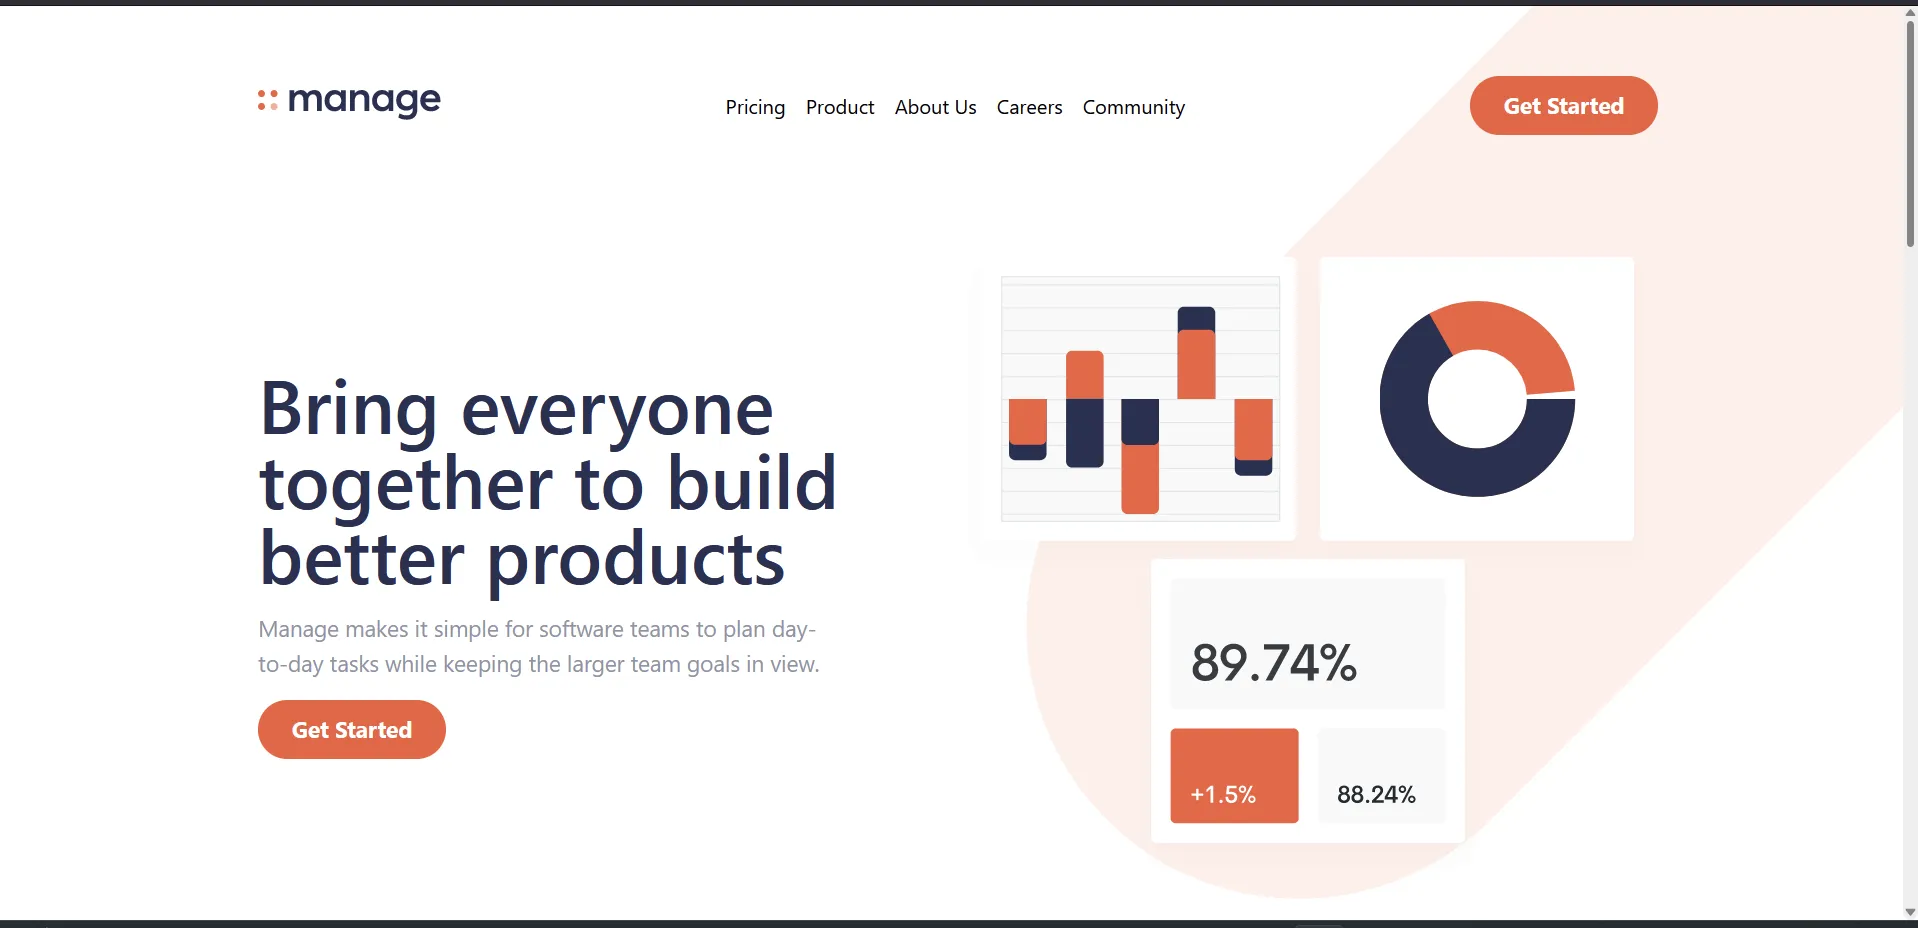 manage
Pricing Product About Us Careers Community
Get Started
Bring everyone
together to build
better products
Manage makes it simple for software teams to plan day-
to-day tasks while keeping the larger team goals in view.
Get Started
89.74%
+1.5%
88.24%